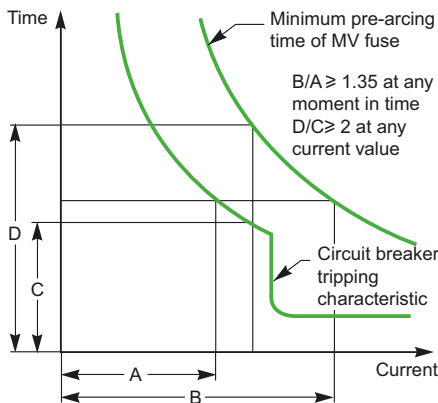 Time
Minimum pre-arcing
time of MV fuse
B/A ≥ 1.35 at any
moment in time
D/C ≥ 2 at any
current value
D
C
Circuit breaker
tripping
characteristic
Current
A
B